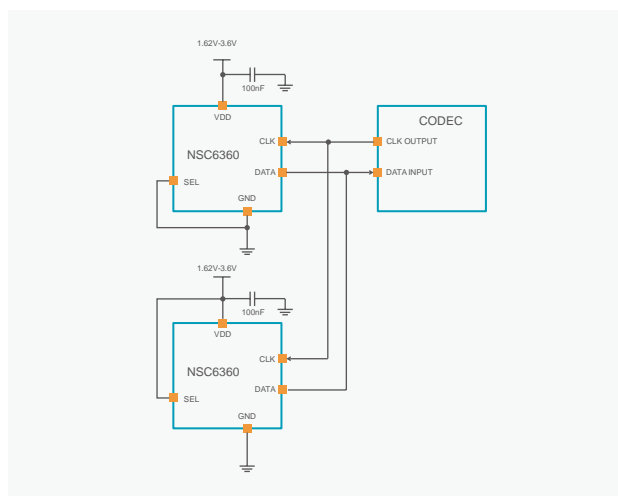 1.62V-3.6V
100nF
VDD
CODEC
CLK
CLK OUTPUT
NSC6360
DATA
DATA INPUT
SEL
GND
1.62V-3.6V
100nF
VDD
CLK
NSC6360
DATA
SEL
GND